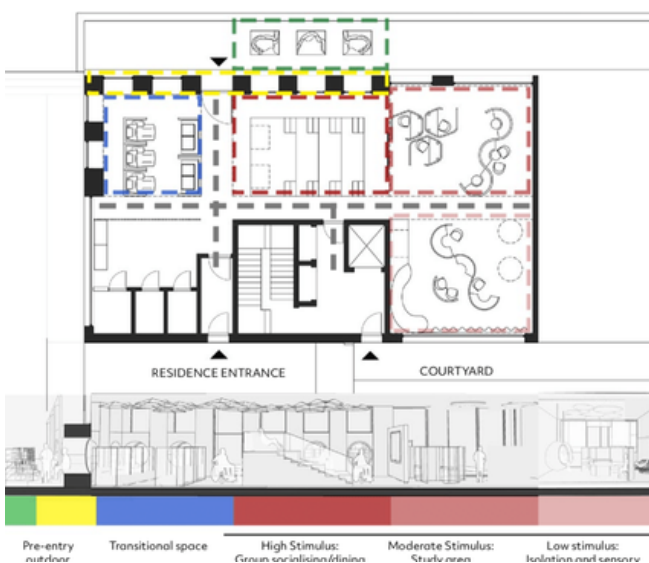 RESIDENCE ENTRANCE
COURTYARD
Pre-entry
outdoor
Transitional space
High Stimulus:
Group socialising/dining
Moderate Stimulus:
Study area
Low stimulus:
Isolation and sensory